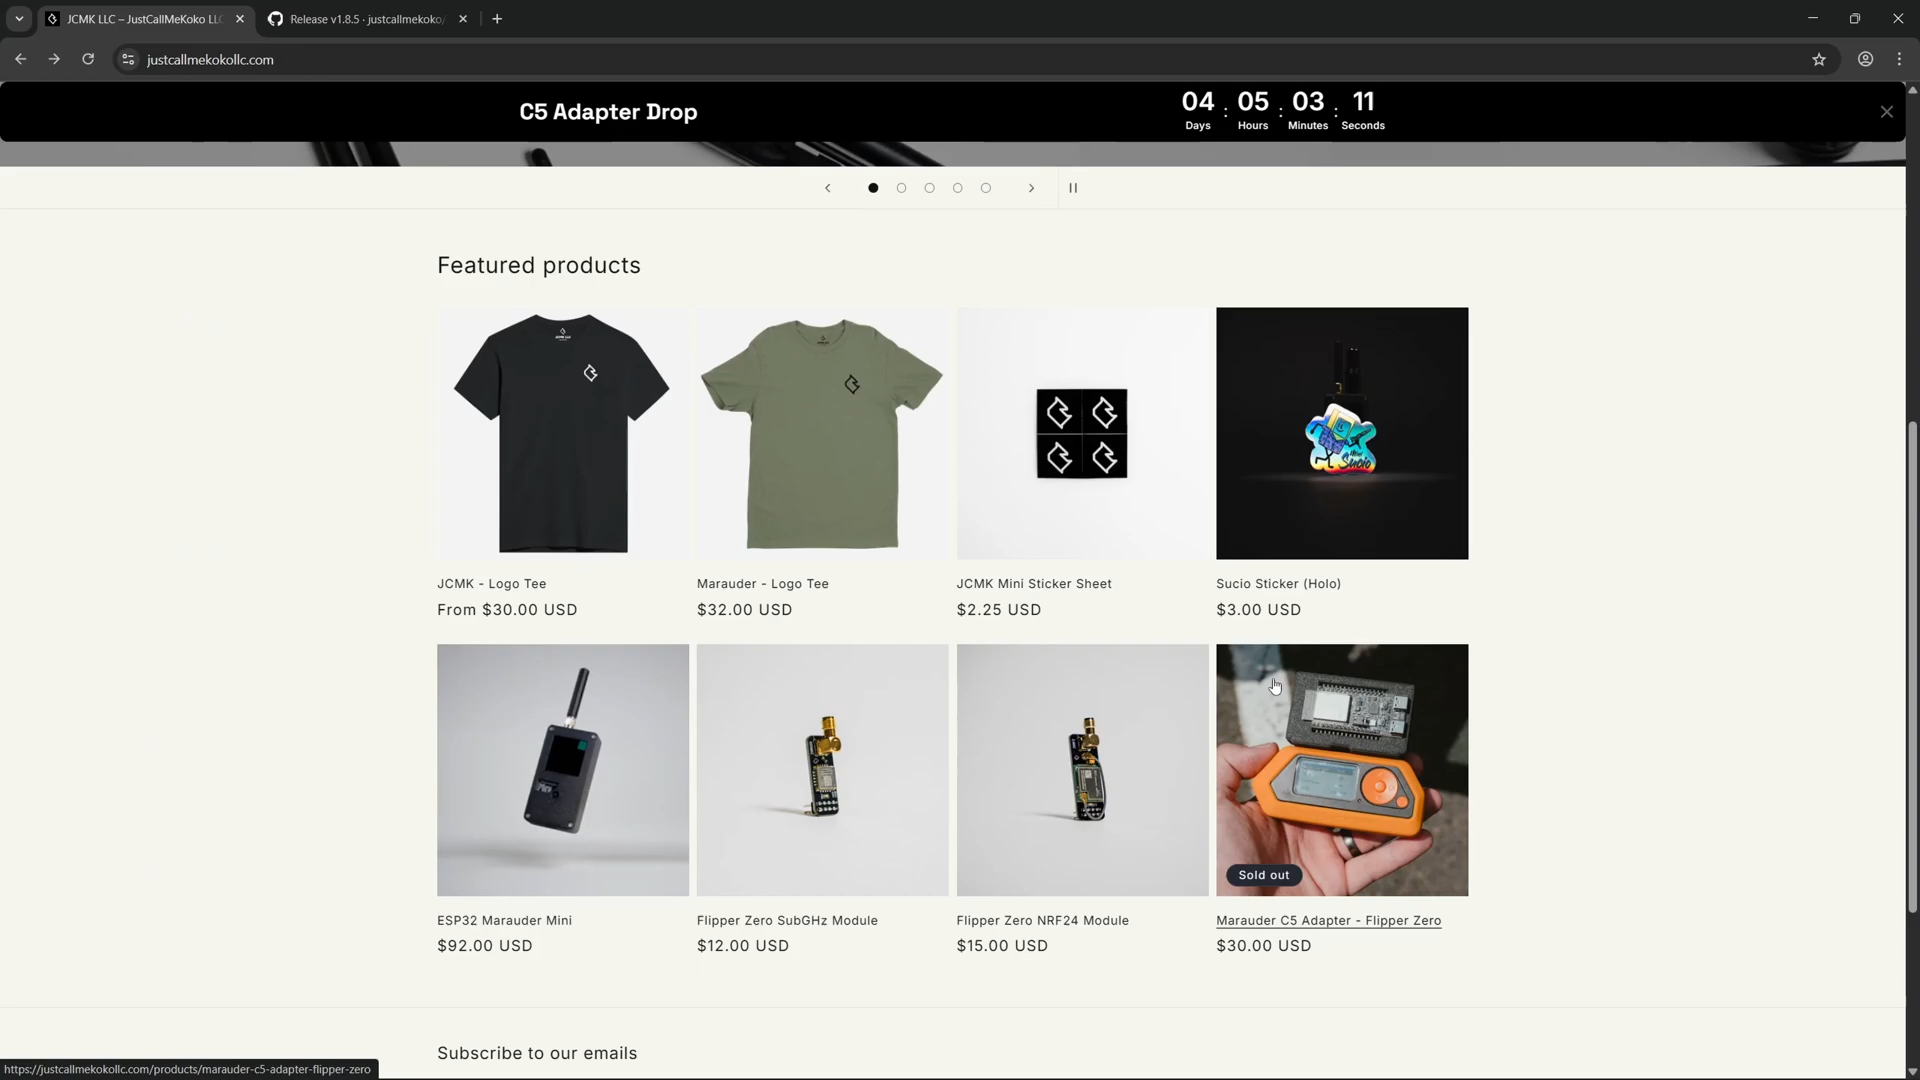 JCMK LLC – JustCallMeKoko LL
Release v1.8.5 · justcallmekoko/
justcallmekokollc.com
C5 Adapter Drop
04 : 05 : 03 : 11
Days Hours Minutes Seconds
Featured products
JCMK - Logo Tee
From $30.00 USD
Marauder - Logo Tee
$32.00 USD
JCMK Mini Sticker Sheet
$2.25 USD
Sucio Sticker (Holo)
$3.00 USD
Sold out
ESP32 Marauder Mini
$92.00 USD
Flipper Zero SubGHz Module
$12.00 USD
Flipper Zero NRF24 Module
$15.00 USD
Marauder C5 Adapter - Flipper Zero
$30.00 USD
Subscribe to our emails
https://justcallmekokollc.com/products/marauder-c5-adapter-flipper-zero